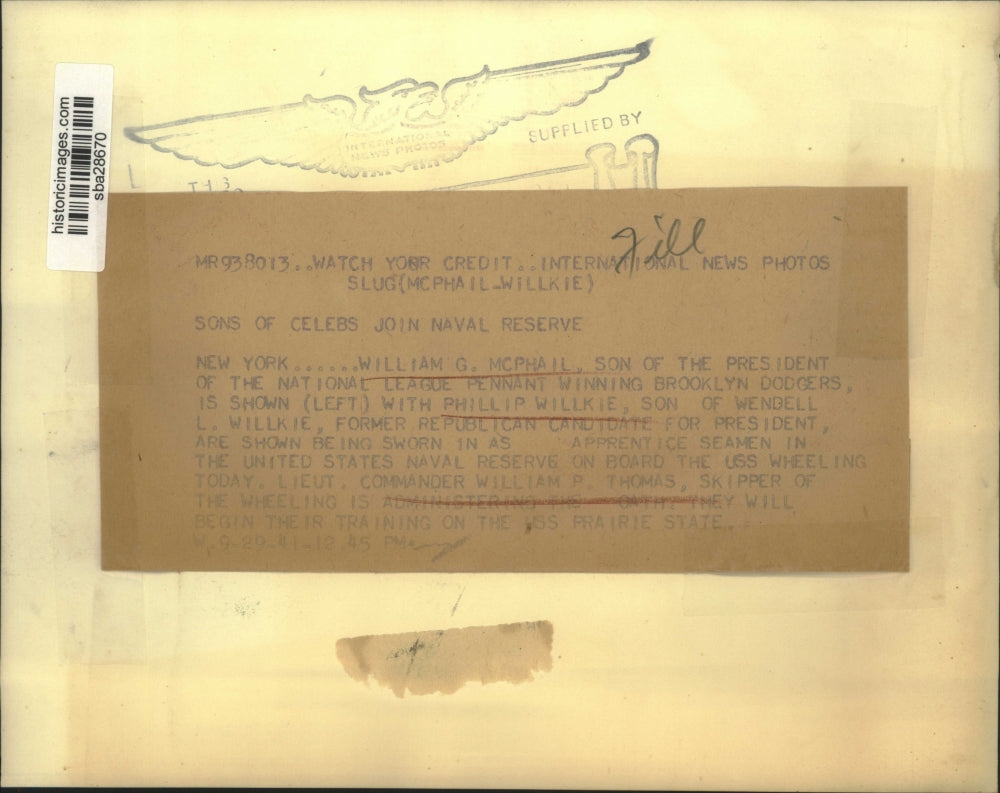 historicimages.com
sba28670
INTERNATIONAL
NEWS PHOTOS
SUPPLIED BY
Fill
MR938013..WATCH YOUR CREDIT..INTERNATIONAL NEWS PHOTOS
SLUG(MCPHAIL-WILLKIE)
SONS OF CELEBS JOIN NAVAL RESERVE
NEW YORK......WILLIAM G. MCPHAIL, SON OF THE PRESIDENT
OF THE NATIONAL LEAGUE PENNANT WINNING BROOKLYN DODGERS,
IS SHOWN (LEFT) WITH PHILLIP WILLKIE, SON OF WENDELL
L. WILLKIE, FORMER REPUBLICAN CANDIDATE FOR PRESIDENT,
ARE SHOWN BEING SWORN IN AS APPRENTICE SEAMEN IN
THE UNITED STATES NAVAL RESERVE ON BOARD THE USS WHEELING
TODAY. LIEUT. COMMANDER WILLIAM P. THOMAS, SKIPPER OF
THE WHEELING IS ADMINISTERING THE OATH. THEY WILL
BEGIN THEIR TRAINING ON THE USS PRAIRIE STATE.
W.9-29-41-12.45 PM